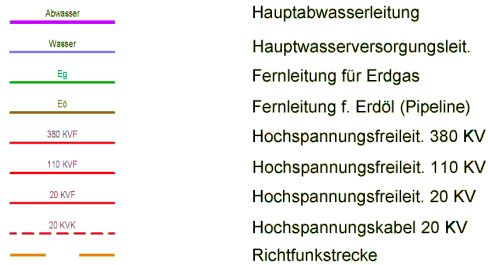 Abwasser Hauptabwasserleitung
Wasser Hauptwasserversorgungsleit.
Eg Fernleitung für Erdgas
Eö Fernleitung f. Erdöl (Pipeline)
380 KVF Hochspannungsfreileit. 380 KV
110 KVF Hochspannungsfreileit. 110 KV
20 KVF Hochspannungsfreileit. 20 KV
20 KVK Hochspannungskabel 20 KV
Richtfunkstrecke